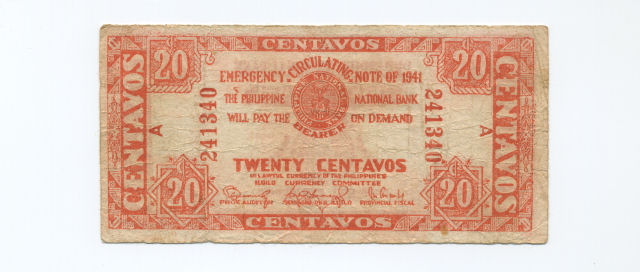 CENTAVOS
20 20
EMERGENCY CIRCULATING NOTE OF 1941
THE PHILIPPINE NATIONAL BANK
WILL PAY THE BEARER ON DEMAND
CENTAVOS
CENTAVOS
A
A
241340
241340
TWENTY CENTAVOS
IN LAWFUL CURRENCY OF THE PHILIPPINES
ILOILO CURRENCY COMMITTEE
PROV. AUDITOR PROVINCIAL FISCAL
20 20
CENTAVOS